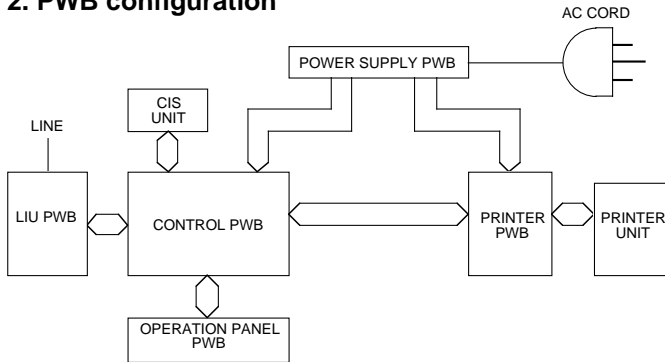 2. PWB configuration
AC CORD
POWER SUPPLY PWB
CIS
UNIT
LINE
LIU PWB
CONTROL PWB
PRINTER
PWB
PRINTER
UNIT
OPERATION PANEL
PWB